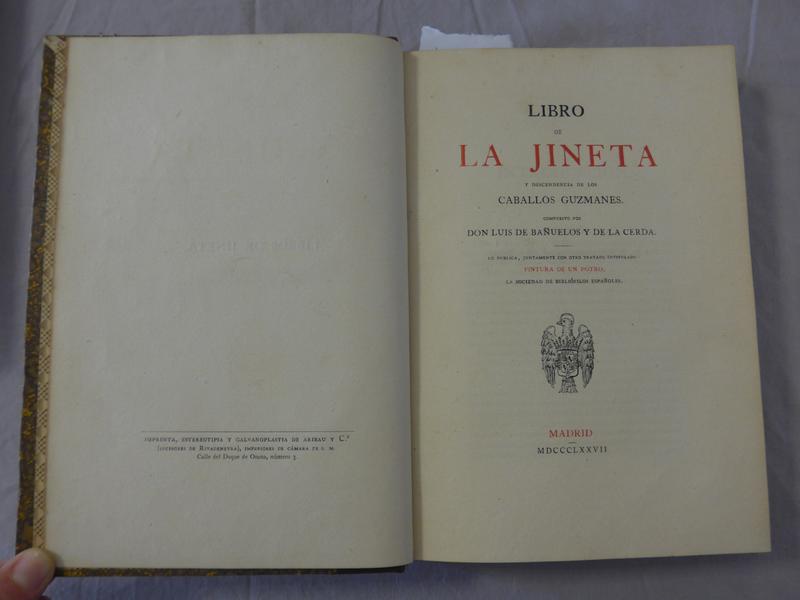 IMPRENTA, ESTEREOTIPIA Y GALVANOPLASTIA DE ARIBAU Y C.ª
(SUCESORES DE RIVADENEYRA), IMPRESORES DE CÁMARA DE S. M.
Calle del Duque de Osuna, número 3.
LIBRO
DE
LA JINETA
Y DESCENDENCIA DE LOS
CABALLOS GUZMANES.
COMPUESTO POR
DON LUIS DE BAÑUELOS Y DE LA CERDA.
LO PUBLICA, JUNTAMENTE CON OTRO TRATADO INTITULADO
PINTURA DE UN POTRO,
LA SOCIEDAD DE BIBLIÓFILOS ESPAÑOLES.
MADRID
MDCCCLXXVII